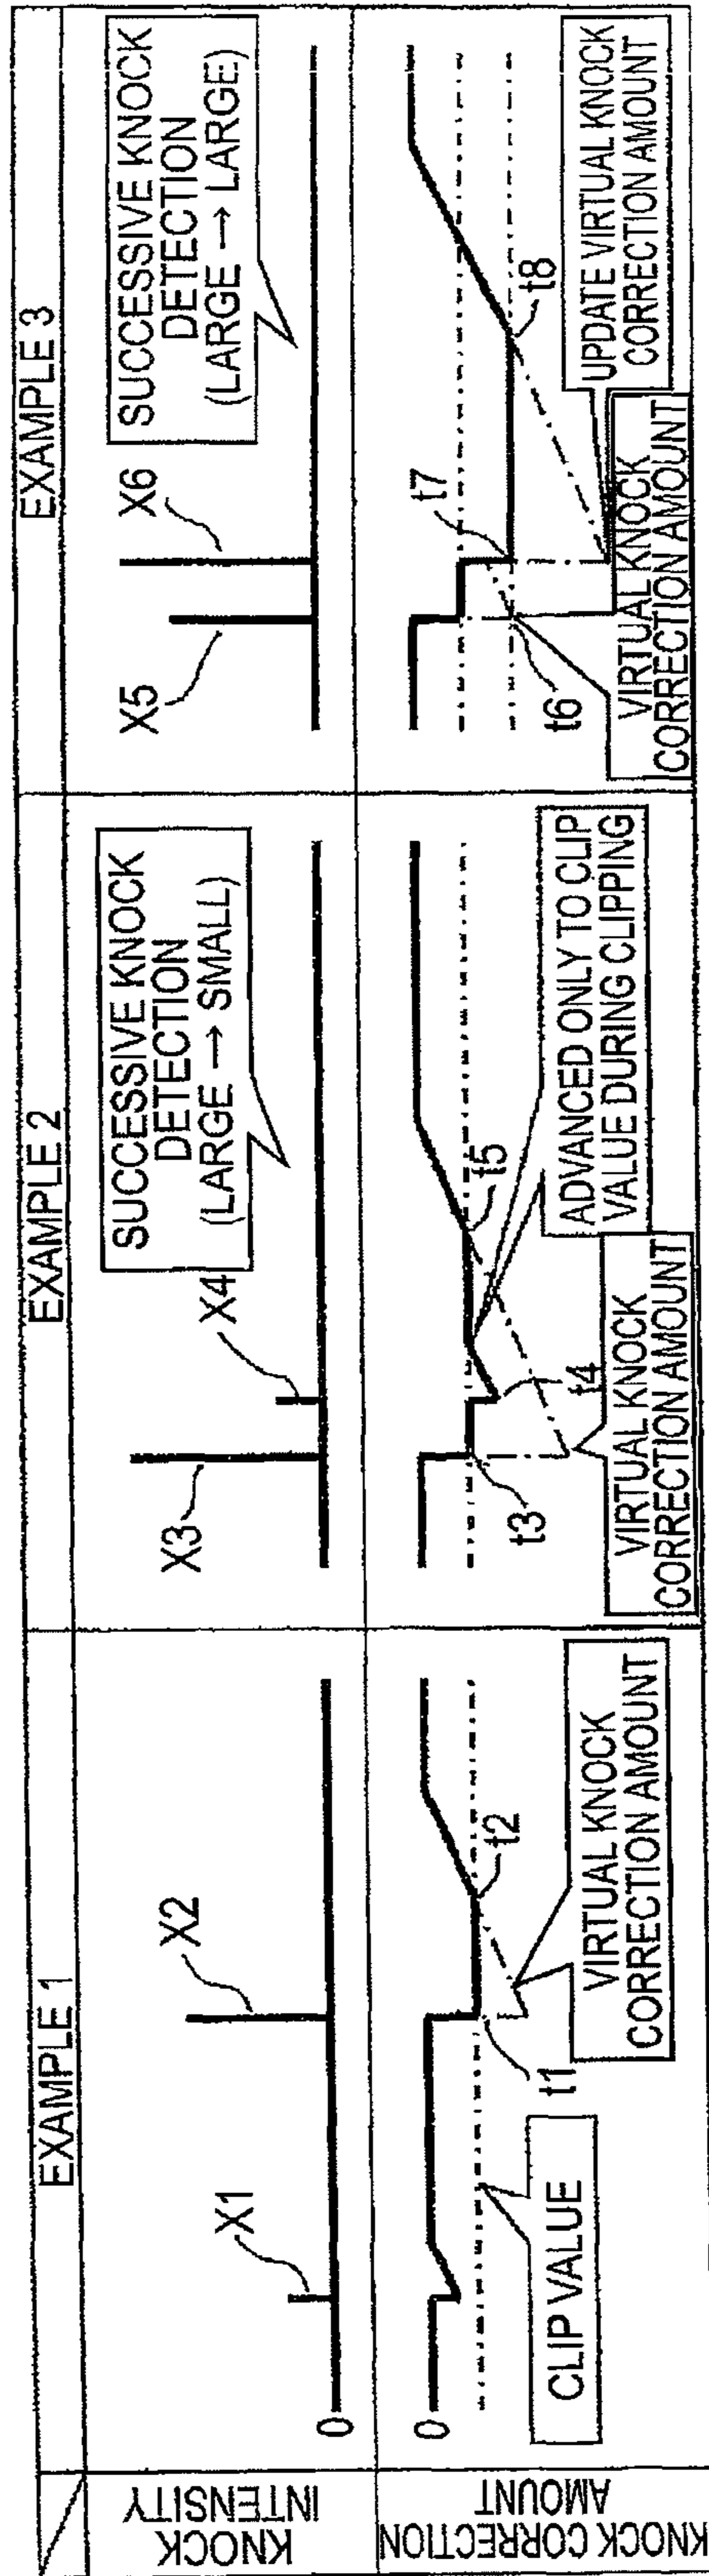 EXAMPLE 1
EXAMPLE 2
EXAMPLE 3
KNOCK
INTENSITY
0
X1
X2
X3
X4
SUCCESSIVE KNOCK
DETECTION
(LARGE → SMALL)
X5
X6
SUCCESSIVE KNOCK
DETECTION
(LARGE → LARGE)
KNOCK CORRECTION
AMOUNT
0
CLIP VALUE
t1
t2
VIRTUAL KNOCK
CORRECTION AMOUNT
t3
t4
t5
VIRTUAL KNOCK
CORRECTION AMOUNT
ADVANCED ONLY TO CLIP
VALUE DURING CLIPPING
t6
t7
t8
VIRTUAL KNOCK
CORRECTION AMOUNT
UPDATE VIRTUAL KNOCK
CORRECTION AMOUNT